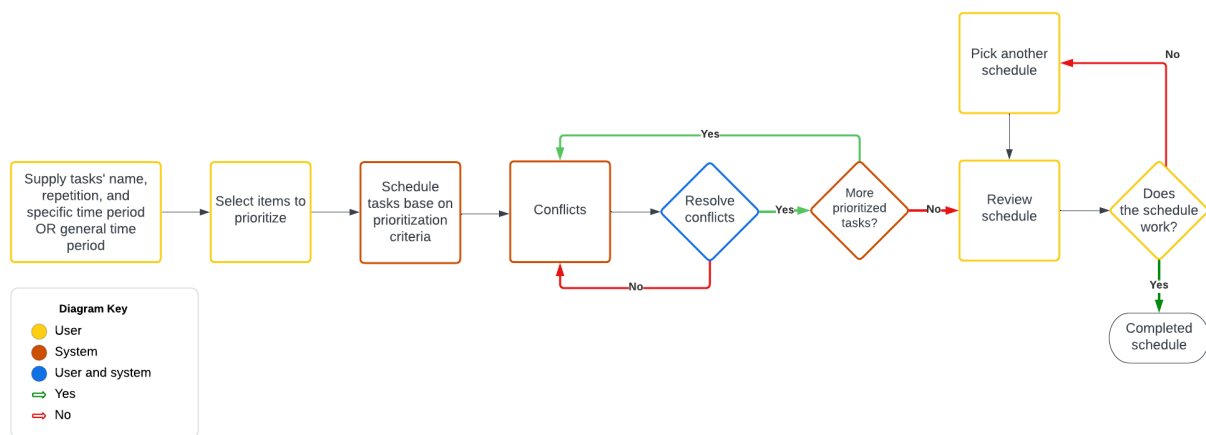 Pick another
schedule
No
Yes
Supply tasks' name,
repetition, and
specific time period
OR general time
period
Select items to
prioritize
Schedule
tasks base on
prioritization
criteria
Conflicts
Resolve
conflicts
Yes
More
prioritized
tasks?
No
Review
schedule
Does
the schedule
work?
No
Yes
Completed
schedule
Diagram Key
User
System
User and system
Yes
No